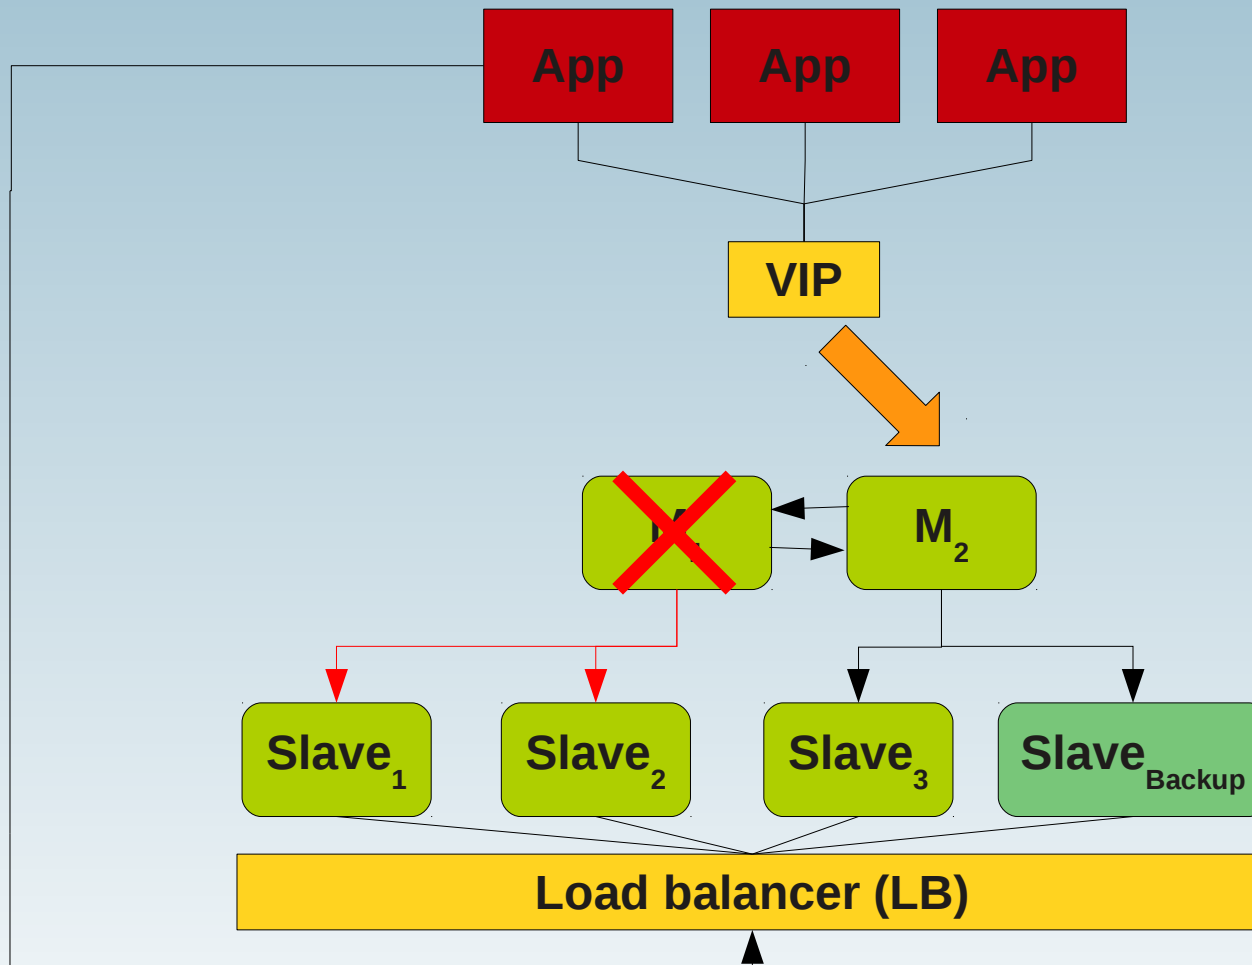 App App App
VIP
M2
Slave1 Slave2 Slave3 SlaveBackup
Load balancer (LB)